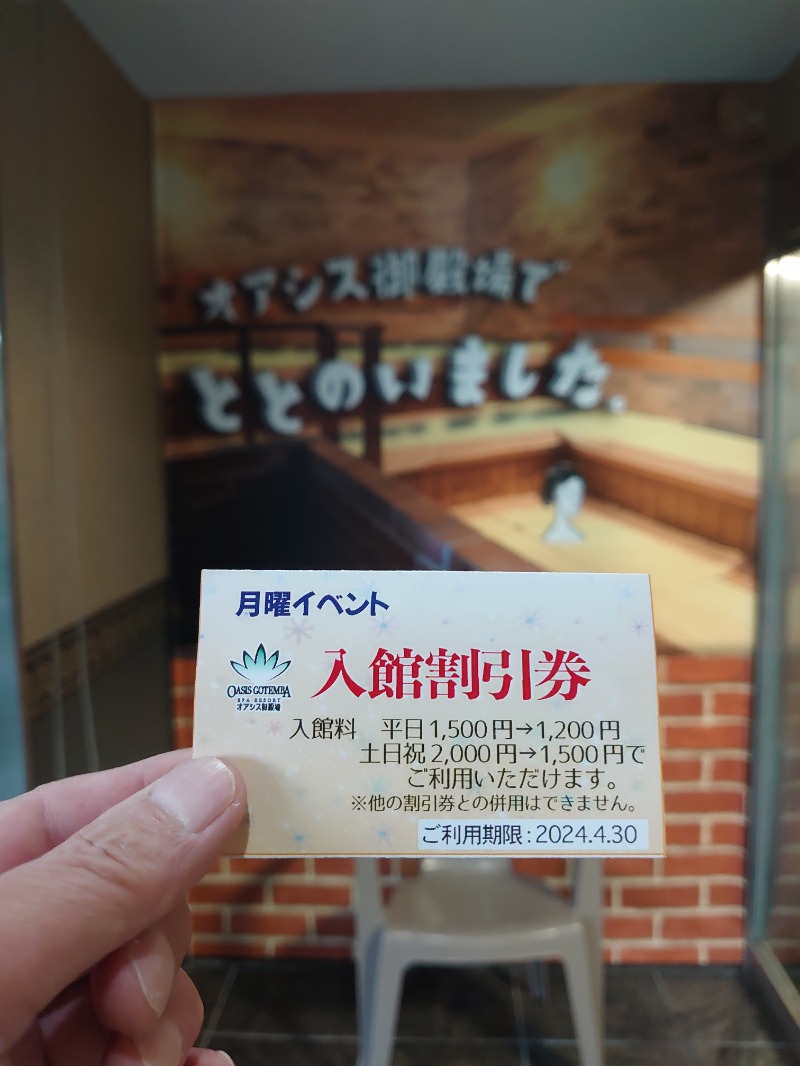 オアシス御殿場で
ととのいました。
月曜イベント
OASIS GOTEMBA
SPA RESORT
オアシス御殿場
入館割引券
入館料 平日1,500円→1,200円
土日祝2,000円→1,500円で
ご利用いただけます。
※他の割引券との併用はできません。
ご利用期限:2024.4.30